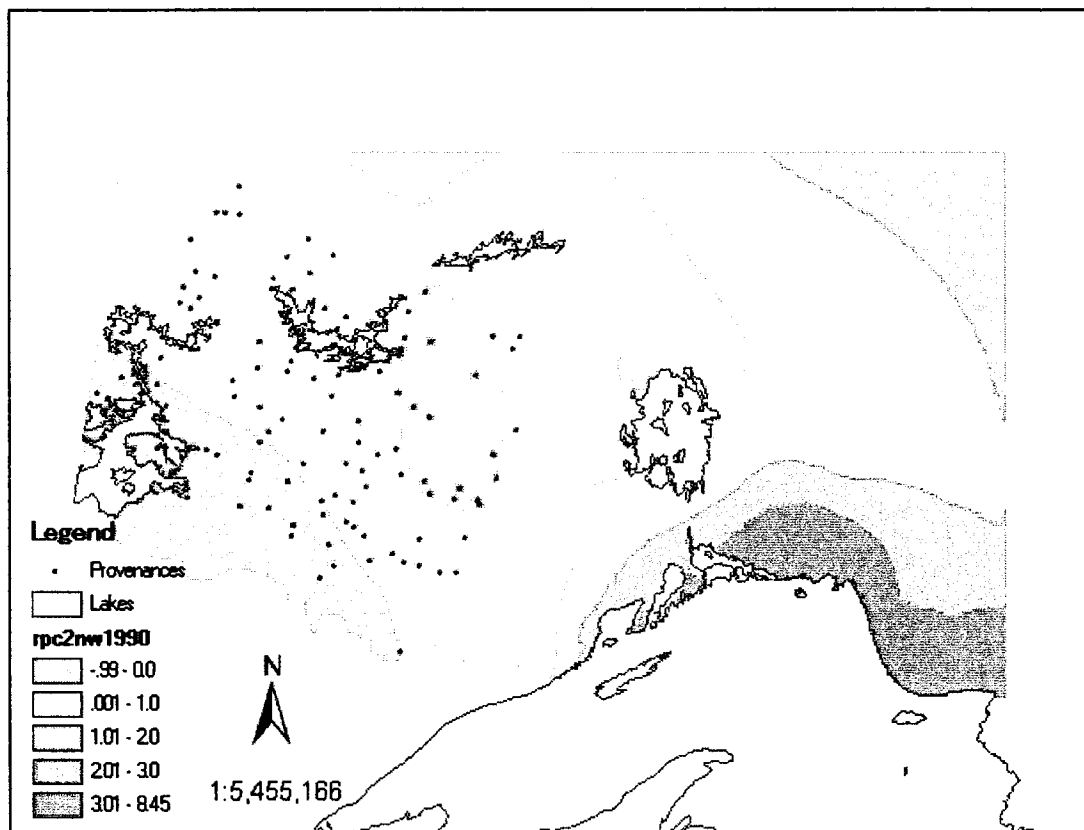 Legend
Provenances
Lakes
rpc2nw1990
-.99 - 0.0
.001 - 1.0
1.01 - 2.0
2.01 - 3.0
3.01 - 8.45
N
1:5,455,166